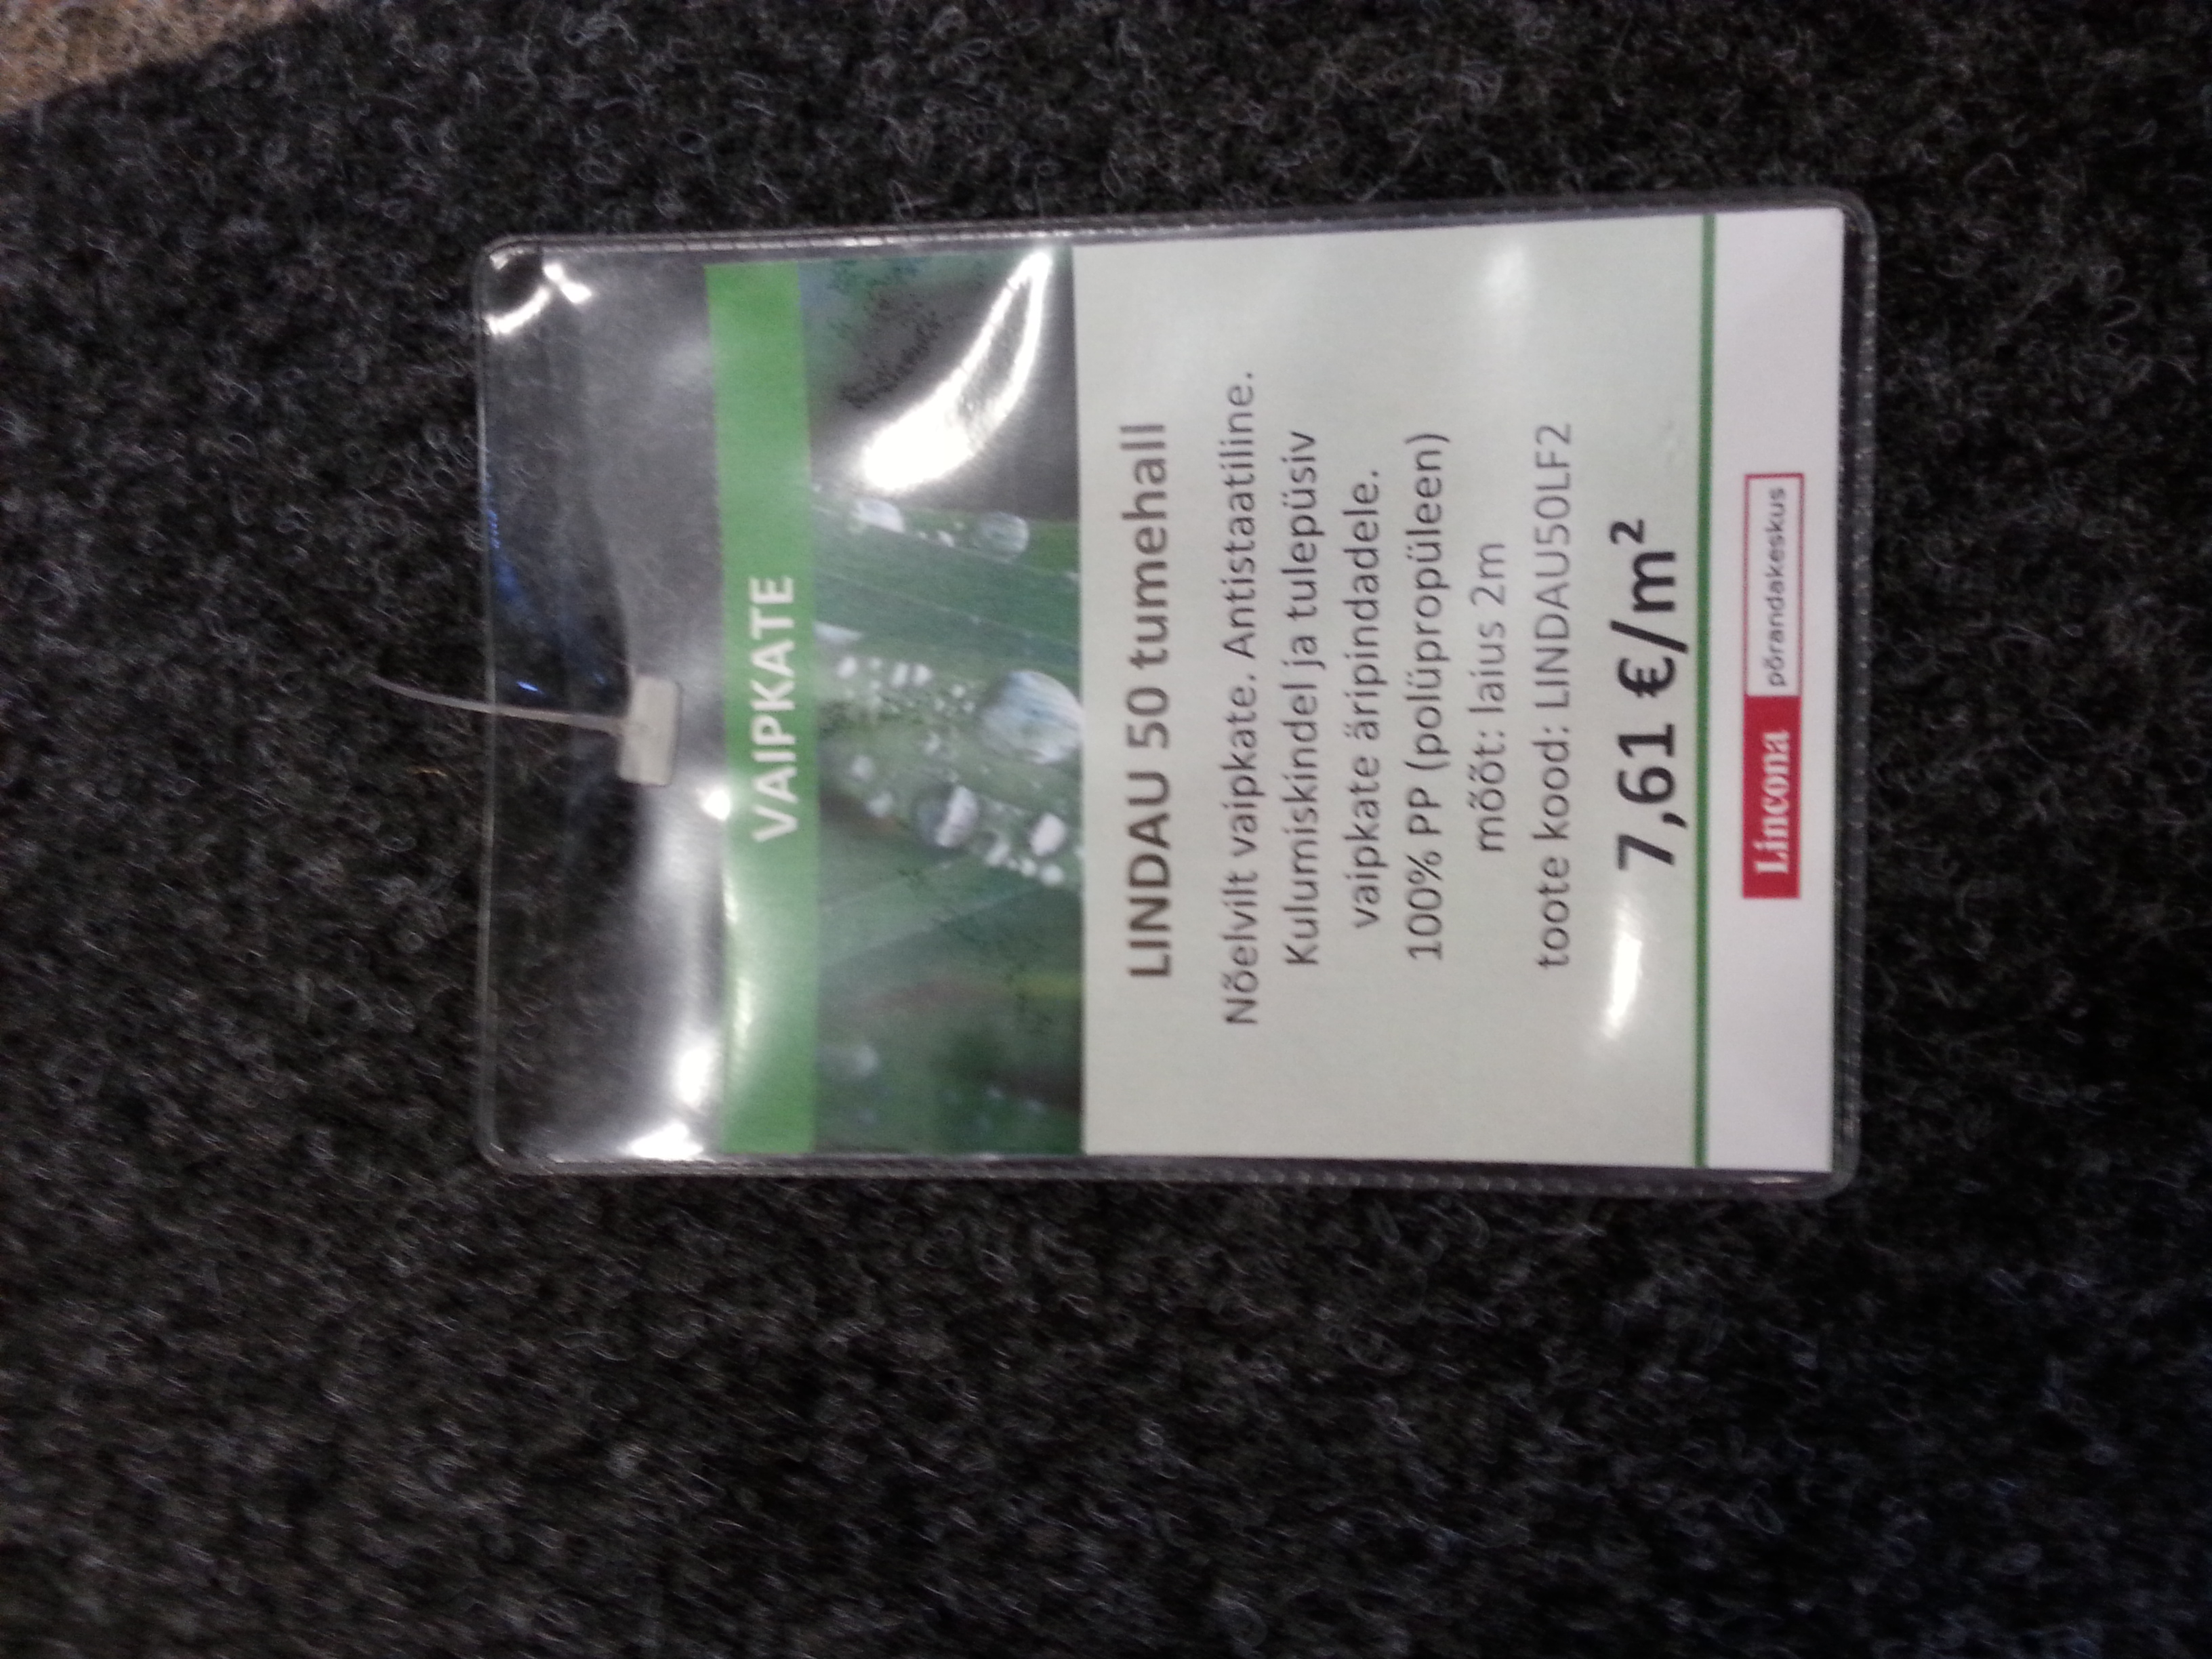 VAIPKATE
LINDAU 50 tumehall
Nõelvilt vaipkate. Antistaatiline.
Kulumiskindel ja tulepüsiv
vaipkate äripindadele.
100% PP (polüpropüleen)
mõõt: laius 2m
toote kood: LINDAU50LF2
7,61 €/m²
Lincona põrandakeskus